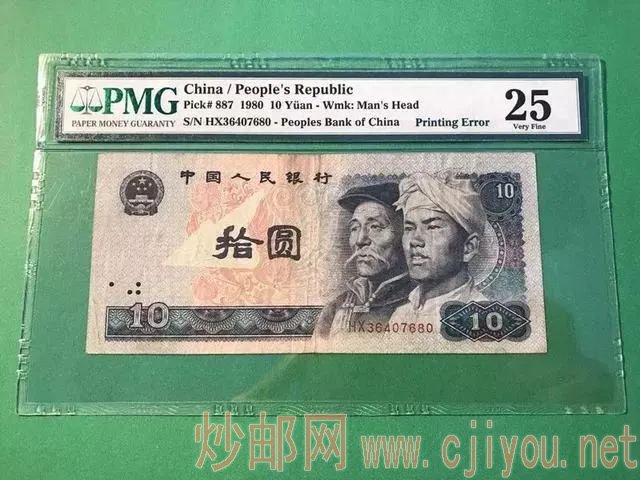 PMG
PAPER MONEY GUARANTY
China / People's Republic
Pick# 887 1980 10 Yüan - Wmk: Man's Head
S/N HX36407680 - Peoples Bank of China Printing Error
25
Very Fine
中国人民银行
10
拾圆
HX36407680
10
10
炒邮网 www.cjiyou.net